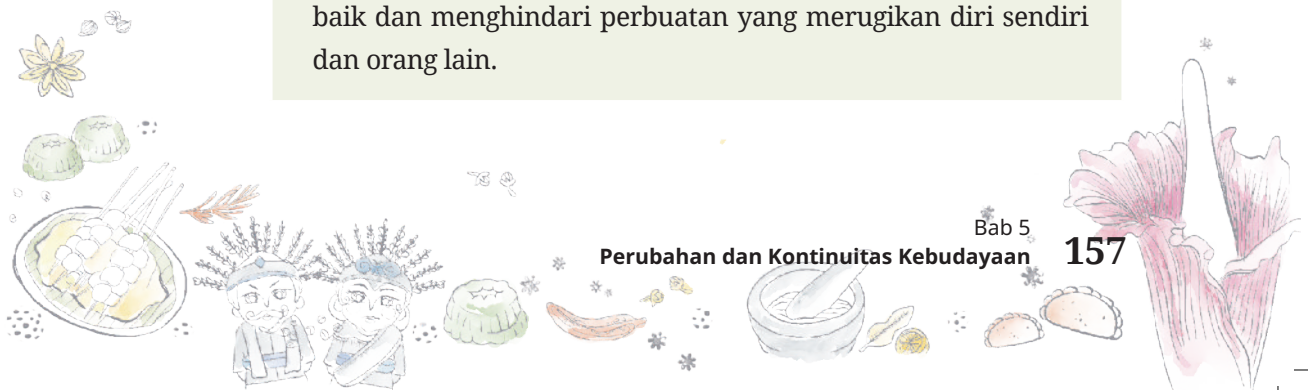 baik dan menghindari perbuatan yang merugikan diri sendiri
dan orang lain.
Bab 5
Perubahan dan Kontinuitas Kebudayaan 157